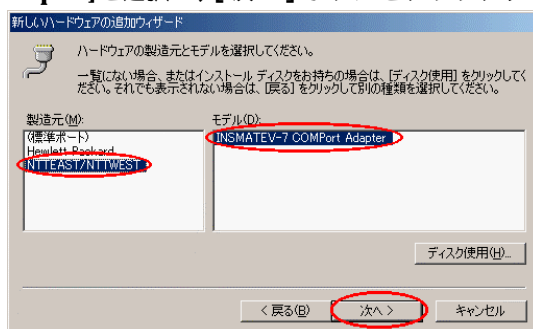 新しいハードウェアの追加ウィザード
ハードウェアの製造元とモデルを選択してください。
一覧にない場合、またはインストール ディスクをお持ちの場合は、[ディスク使用] をクリックしてく
ださい。それでも表示されない場合は、[戻る] をクリックして別の種類を選択してください。
製造元(M):
モデル(D):
(標準ポート)
Hewlett Packard
NTTEAST/NTTWEST
INSMATEV-7 COMPort Adapter
ディスク使用(H)...
< 戻る(B)
次へ >
キャンセル